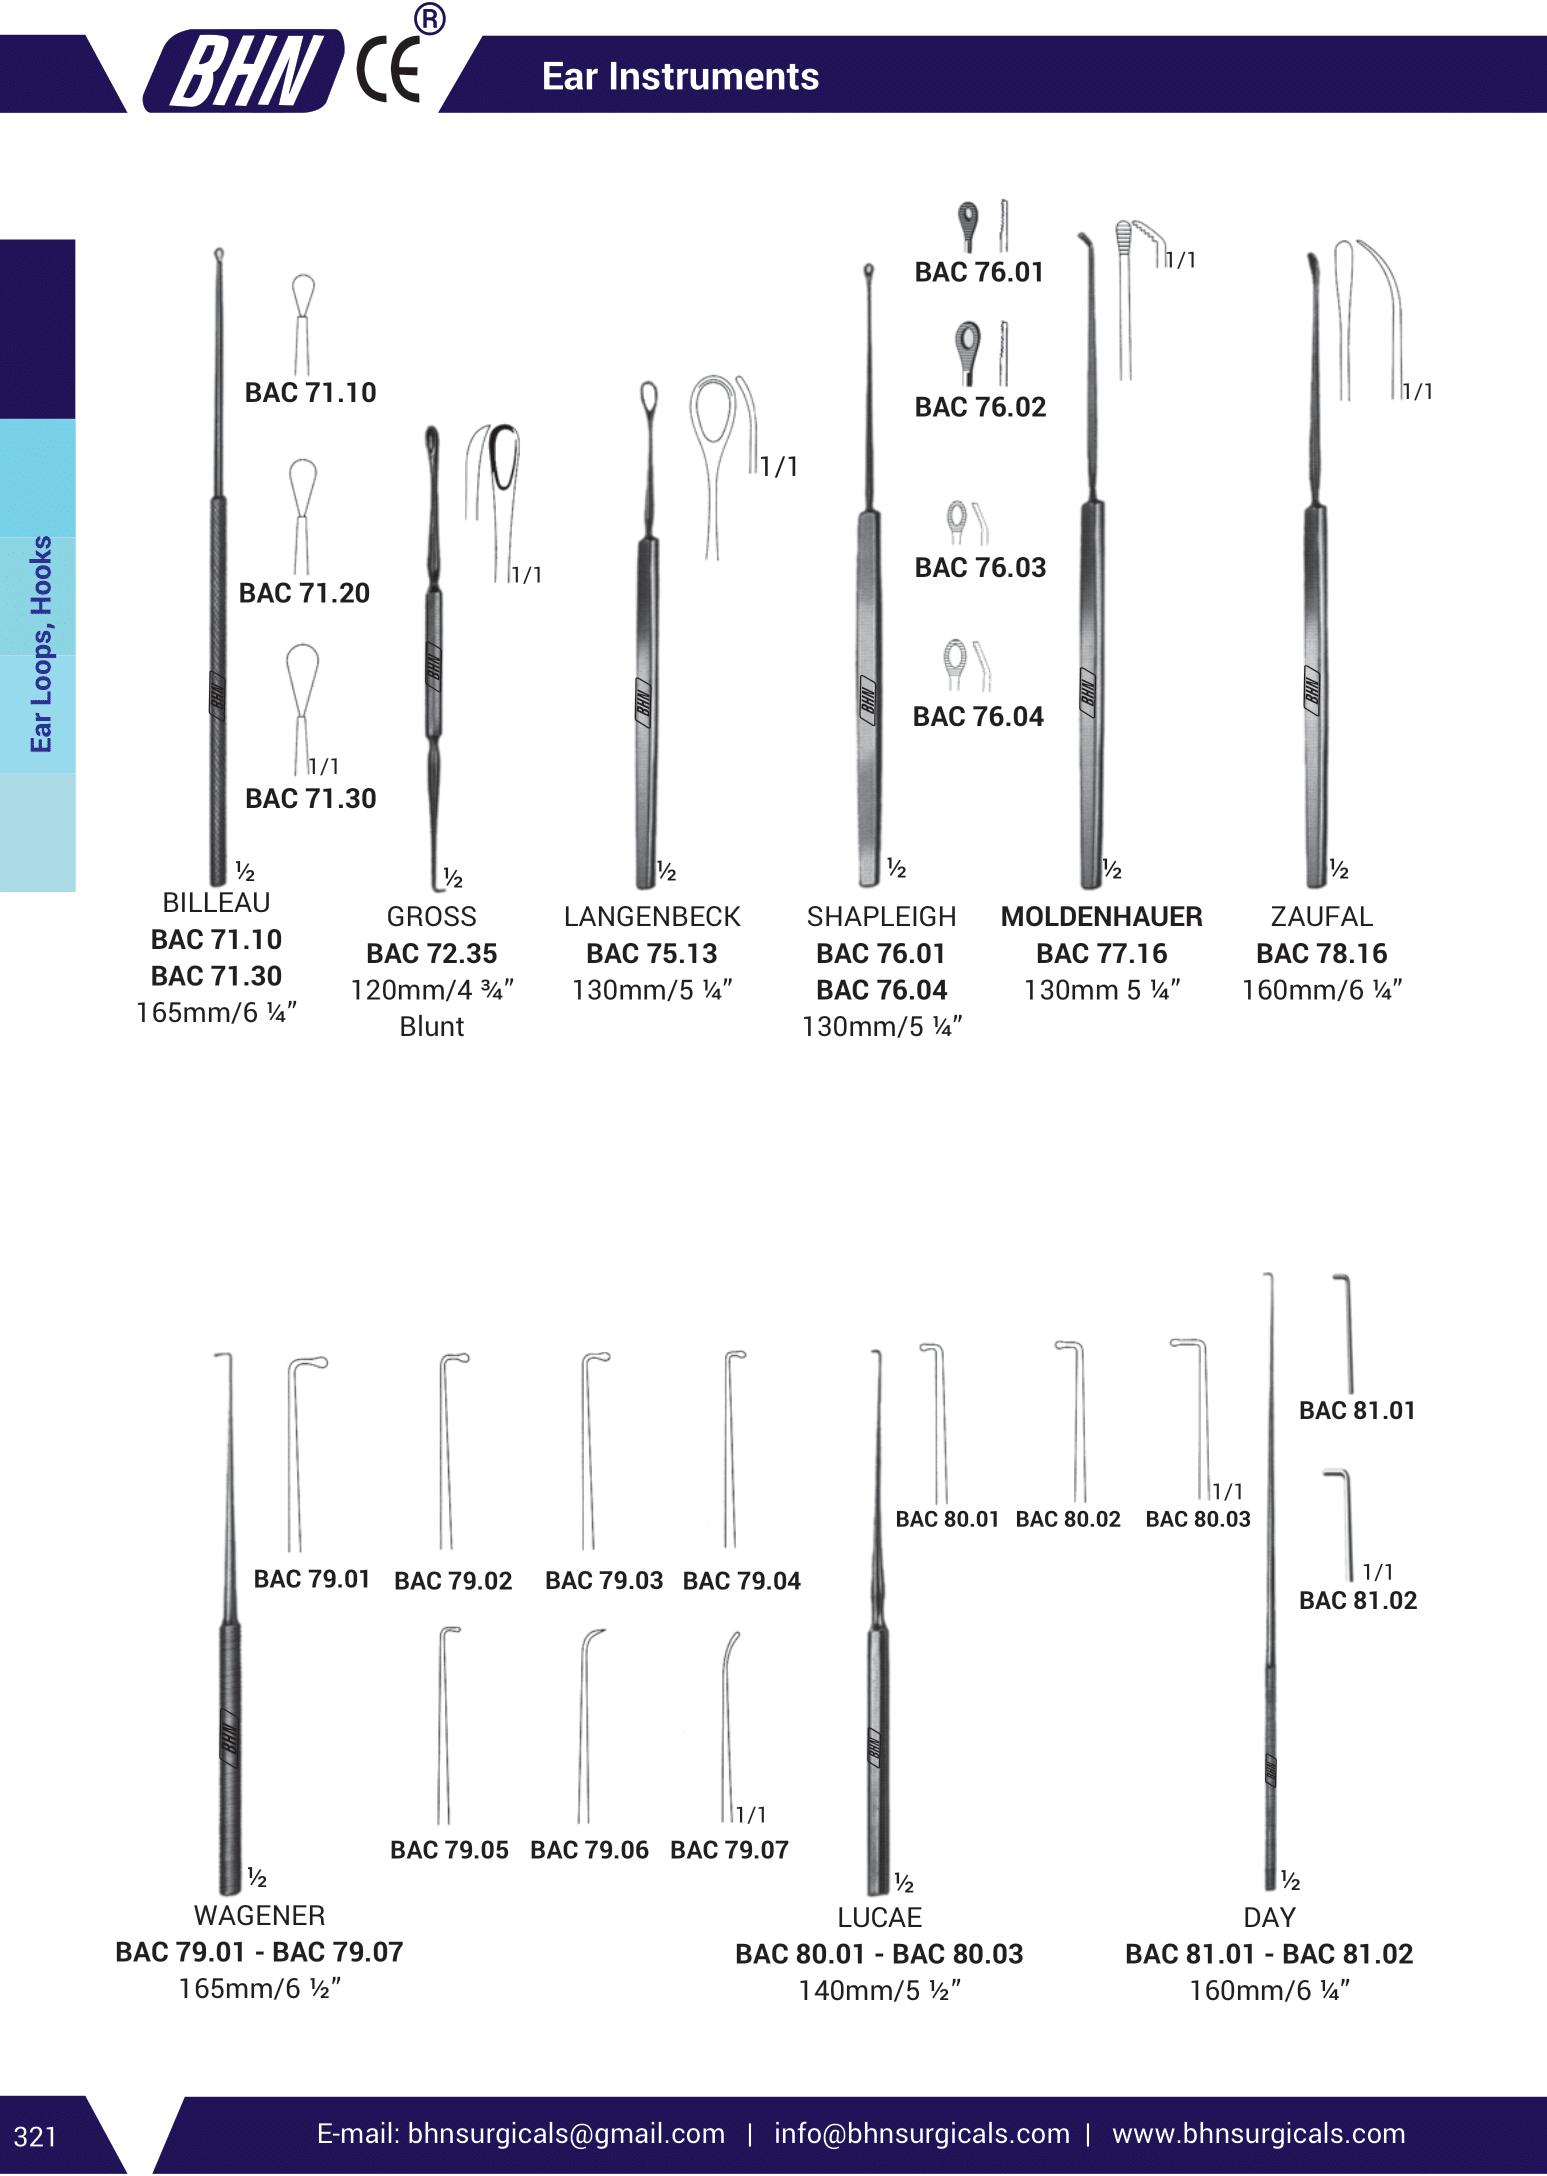 BHN CE ®
Ear Instruments
Ear Loops, Hooks
BAC 71.10
BAC 71.20
1/1
BAC 71.30
BHN
½
BILLEAU
BAC 71.10
BAC 71.30
165mm/6 ¼”
1/1
BHN
½
GROSS
BAC 72.35
120mm/4 ¾”
Blunt
1/1
BHN
½
LANGENBECK
BAC 75.13
130mm/5 ¼”
BAC 76.01
BAC 76.02
BAC 76.03
BAC 76.04
BHN
½
SHAPLEIGH
BAC 76.01
BAC 76.04
130mm/5 ¼”
1/1
BHN
½
MOLDENHAUER
BAC 77.16
130mm 5 ¼”
1/1
BHN
½
ZAUFAL
BAC 78.16
160mm/6 ¼”
BAC 79.01
BAC 79.02
BAC 79.03
BAC 79.04
1/1
BAC 79.05
BAC 79.06
BAC 79.07
BHN
½
WAGENER
BAC 79.01 - BAC 79.07
165mm/6 ½”
1/1
BAC 80.01
BAC 80.02
BAC 80.03
BHN
½
LUCAE
BAC 80.01 - BAC 80.03
140mm/5 ½”
BAC 81.01
1/1
BAC 81.02
BHN
½
DAY
BAC 81.01 - BAC 81.02
160mm/6 ¼”
321
E-mail: bhnsurgicals@gmail.com | info@bhnsurgicals.com | www.bhnsurgicals.com